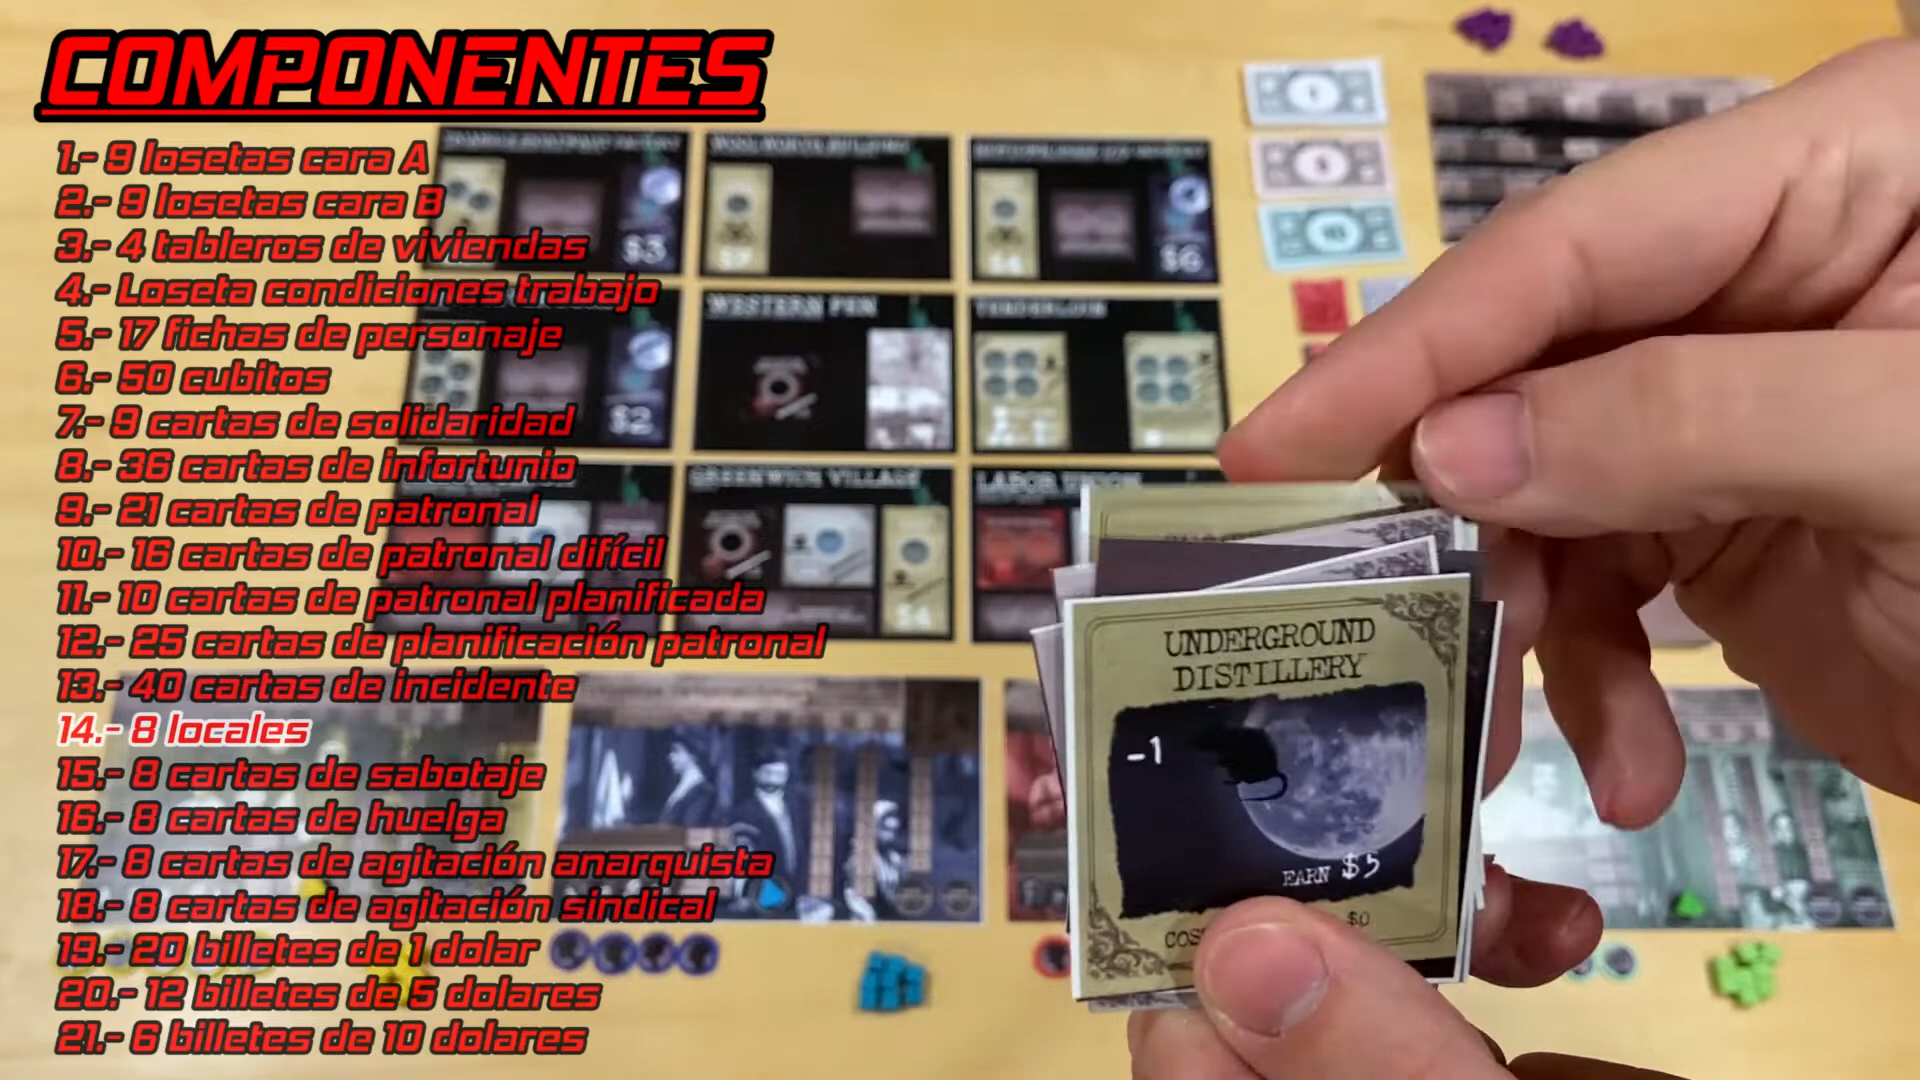 COMPONENTES
1.- 9 losetas cara A
2.- 9 losetas cara B
3.- 4 tableros de viviendas
4.- Loseta condiciones trabajo
5.- 17 fichas de personaje
6.- 50 cubitos
7.- 9 cartas de solidaridad
8.- 36 cartas de infortunio
9.- 21 cartas de patronal
10.- 16 cartas de patronal difícil
11.- 10 cartas de patronal planificada
12.- 25 cartas de planificación patronal
13.- 40 cartas de incidente
14.- 8 locales
15.- 8 cartas de sabotaje
16.- 8 cartas de huelga
17.- 8 cartas de agitación anarquista
18.- 8 cartas de agitación sindical
19.- 20 billetes de 1 dolar
20.- 12 billetes de 5 dolares
21.- 6 billetes de 10 dolares
$3
$6
WESTERN PEN
TENDERLOIN
$2
GREENWICH VILLAGE
LABOR UNION
$4
UNDERGROUND
DISTILLERY
-1
EARN $5
$0